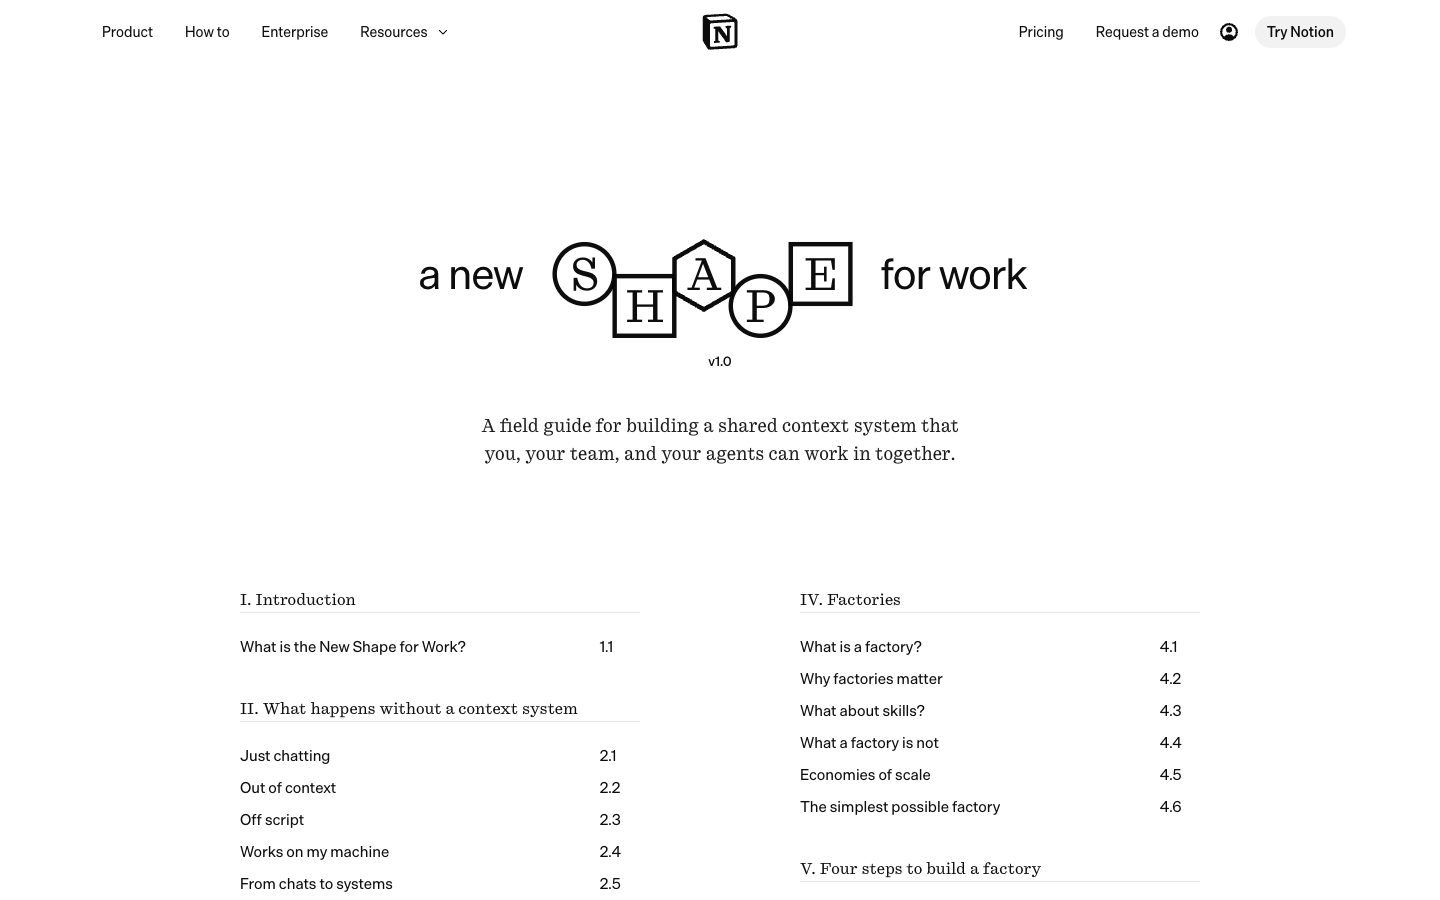 Product
How to
Enterprise
Resources
N
Pricing
Request a demo
Try Notion
a new SHAPE for work
v1.0
A field guide for building a shared context system that
you, your team, and your agents can work in together.
I. Introduction
What is the New Shape for Work? 1.1
II. What happens without a context system
Just chatting 2.1
Out of context 2.2
Off script 2.3
Works on my machine 2.4
From chats to systems 2.5
IV. Factories
What is a factory? 4.1
Why factories matter 4.2
What about skills? 4.3
What a factory is not 4.4
Economies of scale 4.5
The simplest possible factory 4.6
V. Four steps to build a factory